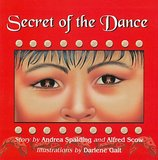 Secret of the Dance
Story by Andrea Spalding and Alfred Scow
Illustrations by Darlene Gait